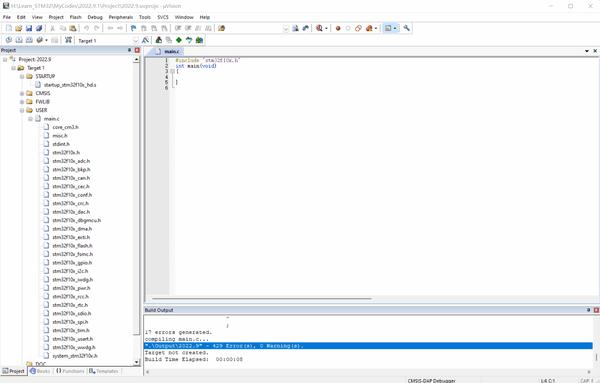 H:\Learn_STM32\MyCodes\2022.9.1\Project\2022.9.uvprojx - µVision
File Edit View Project Flash Debug Peripherals Tools SVCS Window Help
Target 1
Project
Project: 2022.9
Target 1
STARTUP
startup_stm32f10x_hd.s
CMSIS
FWLIB
USER
main.c
core_cm3.h
misc.h
stdint.h
stm32f10x.h
stm32f10x_adc.h
stm32f10x_bkp.h
stm32f10x_can.h
stm32f10x_cec.h
stm32f10x_conf.h
stm32f10x_crc.h
stm32f10x_dac.h
stm32f10x_dbgmcu.h
stm32f10x_dma.h
stm32f10x_exti.h
stm32f10x_flash.h
stm32f10x_fsmc.h
stm32f10x_gpio.h
stm32f10x_i2c.h
stm32f10x_iwdg.h
stm32f10x_pwr.h
stm32f10x_rcc.h
stm32f10x_rtc.h
stm32f10x_sdio.h
stm32f10x_spi.h
stm32f10x_tim.h
stm32f10x_usart.h
stm32f10x_wwdg.h
system_stm32f10x.h
DOC
Project Books {} Functions Templates
main.c
1 #include "stm32f10x.h"
2 int main(void)
3 {
4
5 }
6
Build Output
^
;
17 errors generated.
compiling main.c...
".\Output\2022.9" - 429 Error(s), 0 Warning(s).
Target not created.
Build Time Elapsed: 00:00:08
CMSIS-DAP Debugger L:4 C:1 CAP